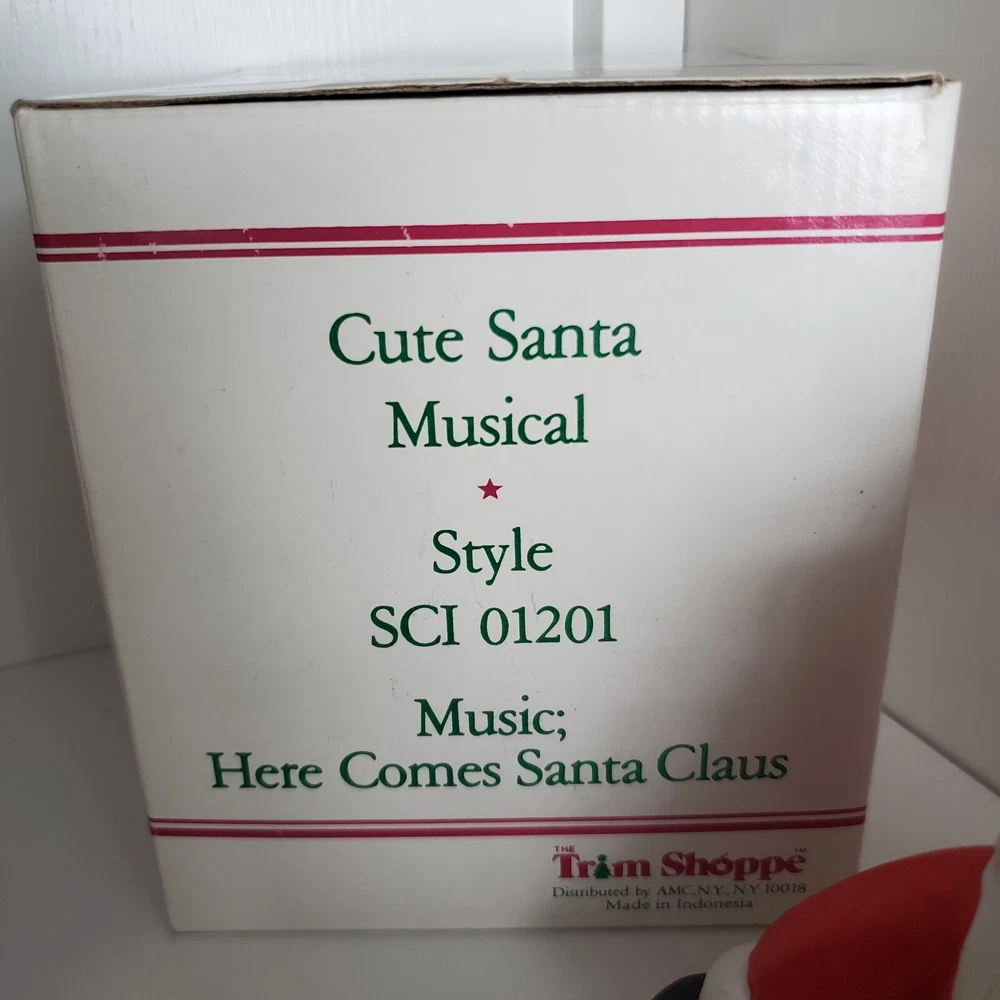 Cute Santa
Musical
Style
SCI 01201
Music;
Here Comes Santa Claus
THE
Trim Shoppe™
Distributed by AMC, N.Y., N.Y 10018
Made in Indonesia